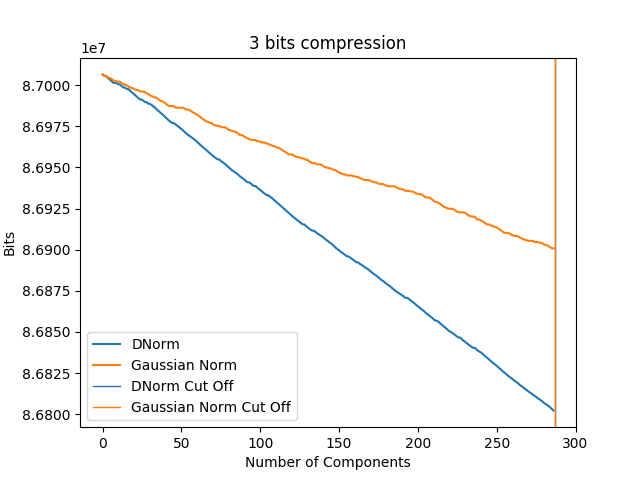 3 bits compression
1e7
8.7000
8.6975
8.6950
8.6925
8.6900
8.6875
8.6850
8.6825
8.6800
Bits
DNorm
Gaussian Norm
DNorm Cut Off
Gaussian Norm Cut Off
0 50 100 150 200 250 300
Number of Components